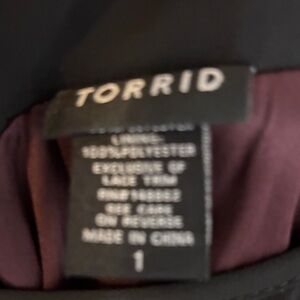 TORRID
LINING:
100% POLYESTER
EXCLUSIVE OF
LACE TRIM
SEE CARE
ON REVERSE
MADE IN CHINA
1